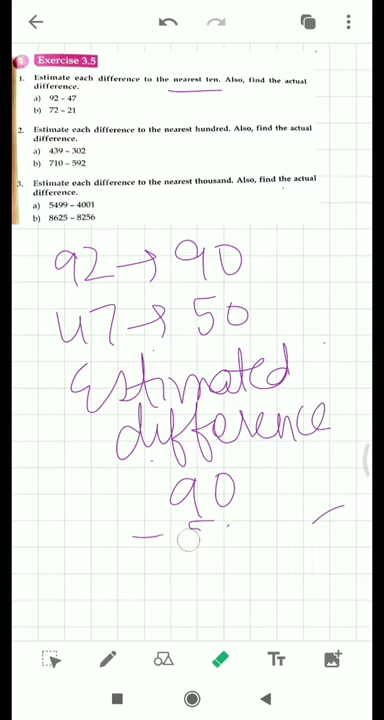 Exercise 3.5
1. Estimate each difference to the nearest ten. Also, find the actual
difference.
a) 92 – 47
b) 72 – 21
2. Estimate each difference to the nearest hundred. Also, find the actual
difference.
a) 439 – 302
b) 710 – 592
3. Estimate each difference to the nearest thousand. Also, find the actual
difference.
a) 5499 – 4001
b) 8625 – 8256
92 → 90
47 → 50
Estimated
difference
90
– 5
TT